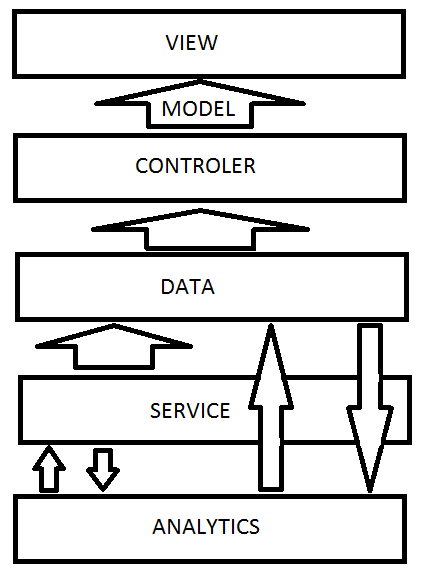 VIEW
MODEL
CONTROLER
DATA
SERVICE
ANALYTICS